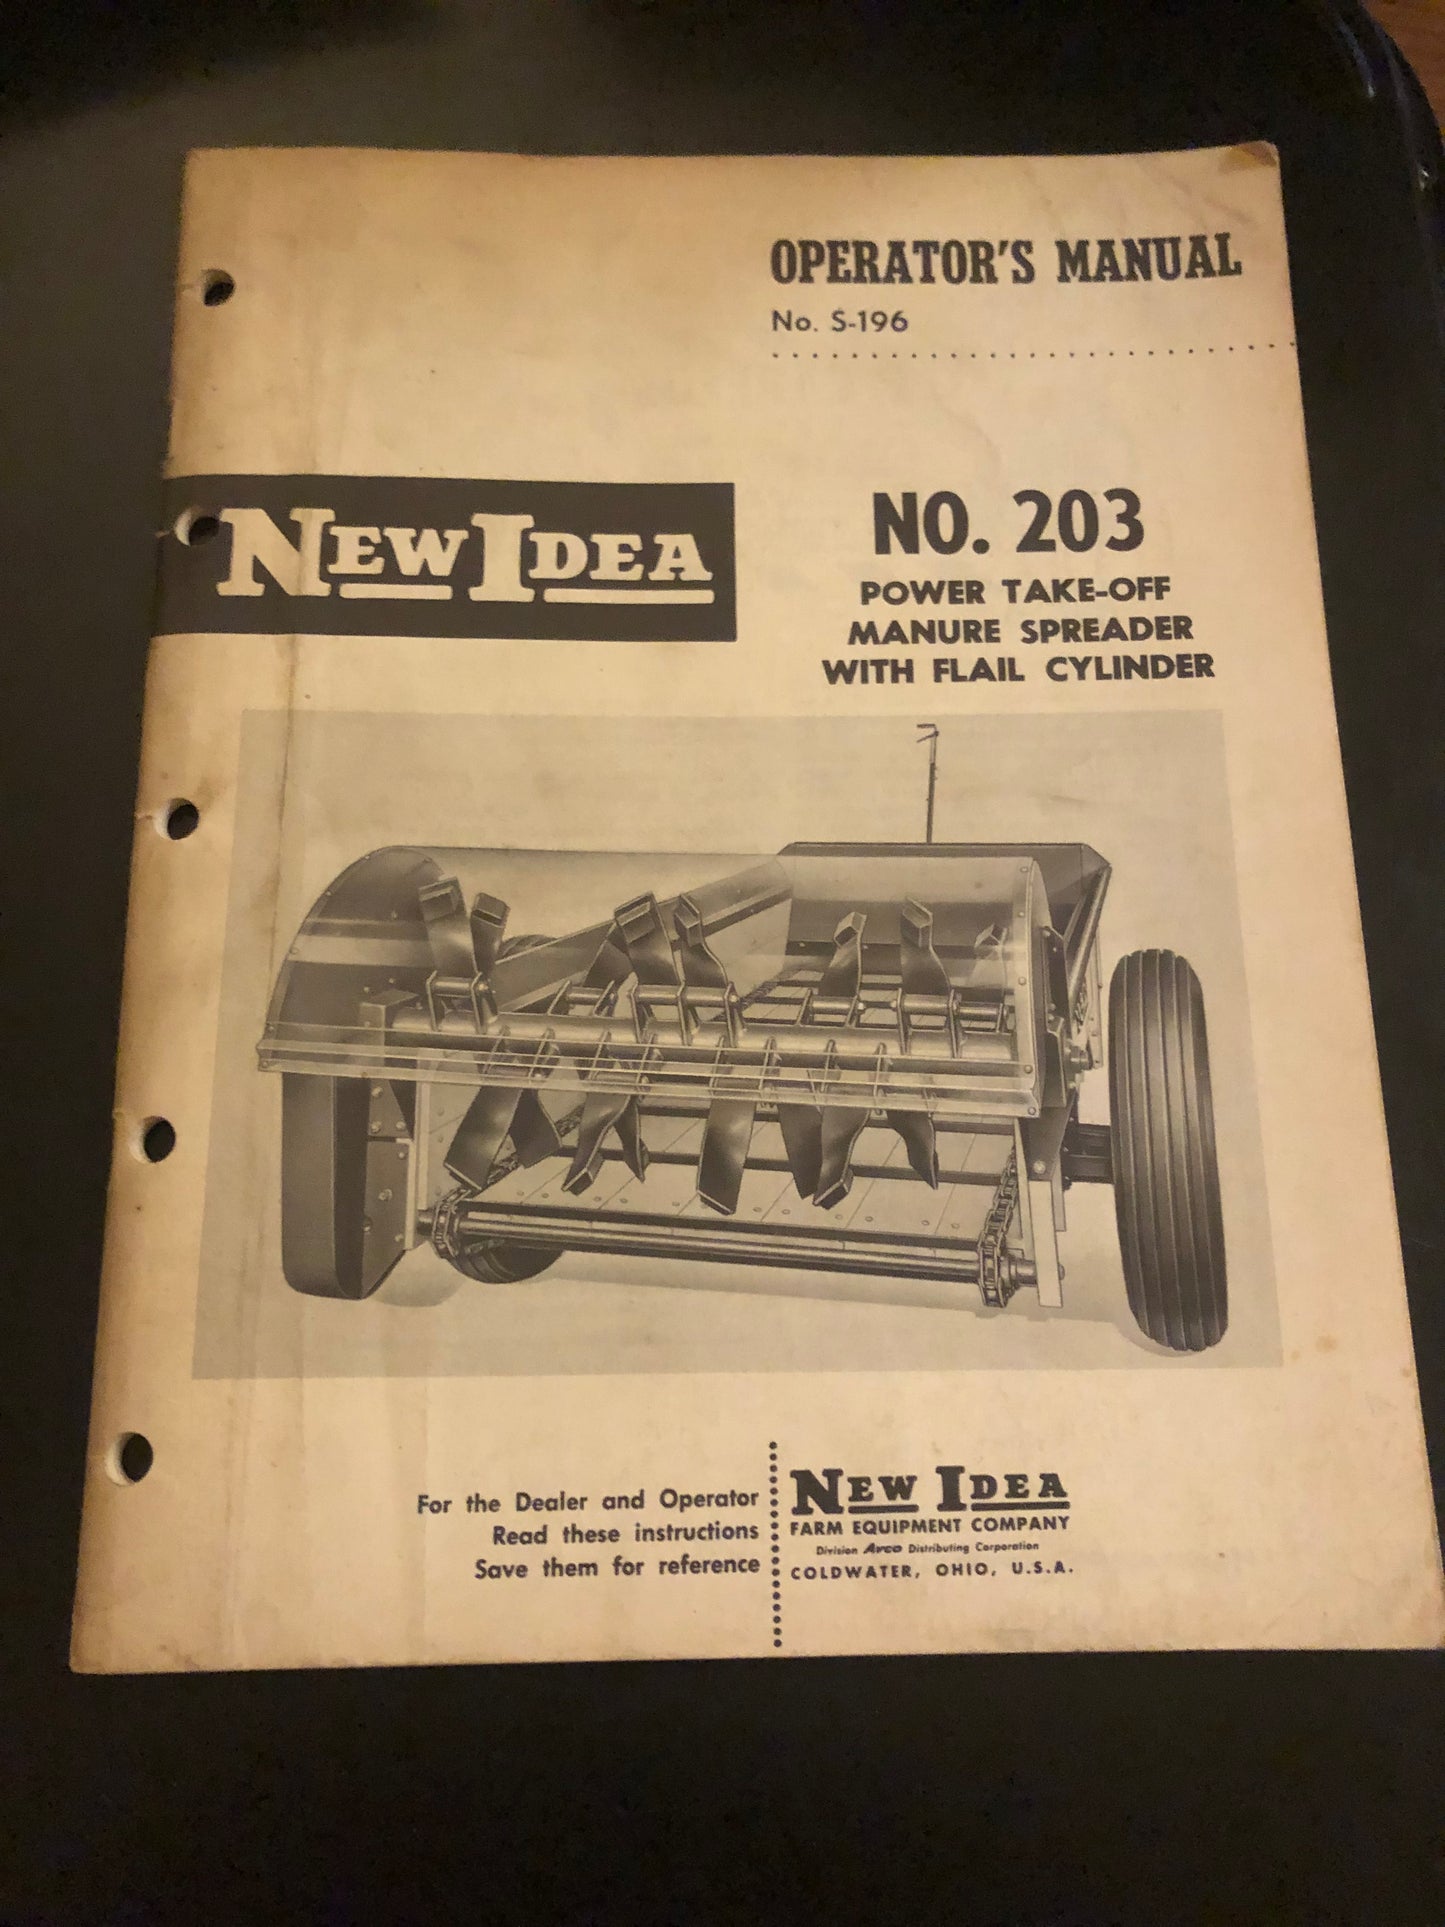 OPERATOR'S MANUAL
No. S-196
NEW IDEA
NO. 203
POWER TAKE-OFF
MANURE SPREADER
WITH FLAIL CYLINDER
For the Dealer and Operator
Read these instructions
Save them for reference
NEW IDEA
FARM EQUIPMENT COMPANY
Division Avco Distributing Corporation
COLDWATER, OHIO, U.S.A.